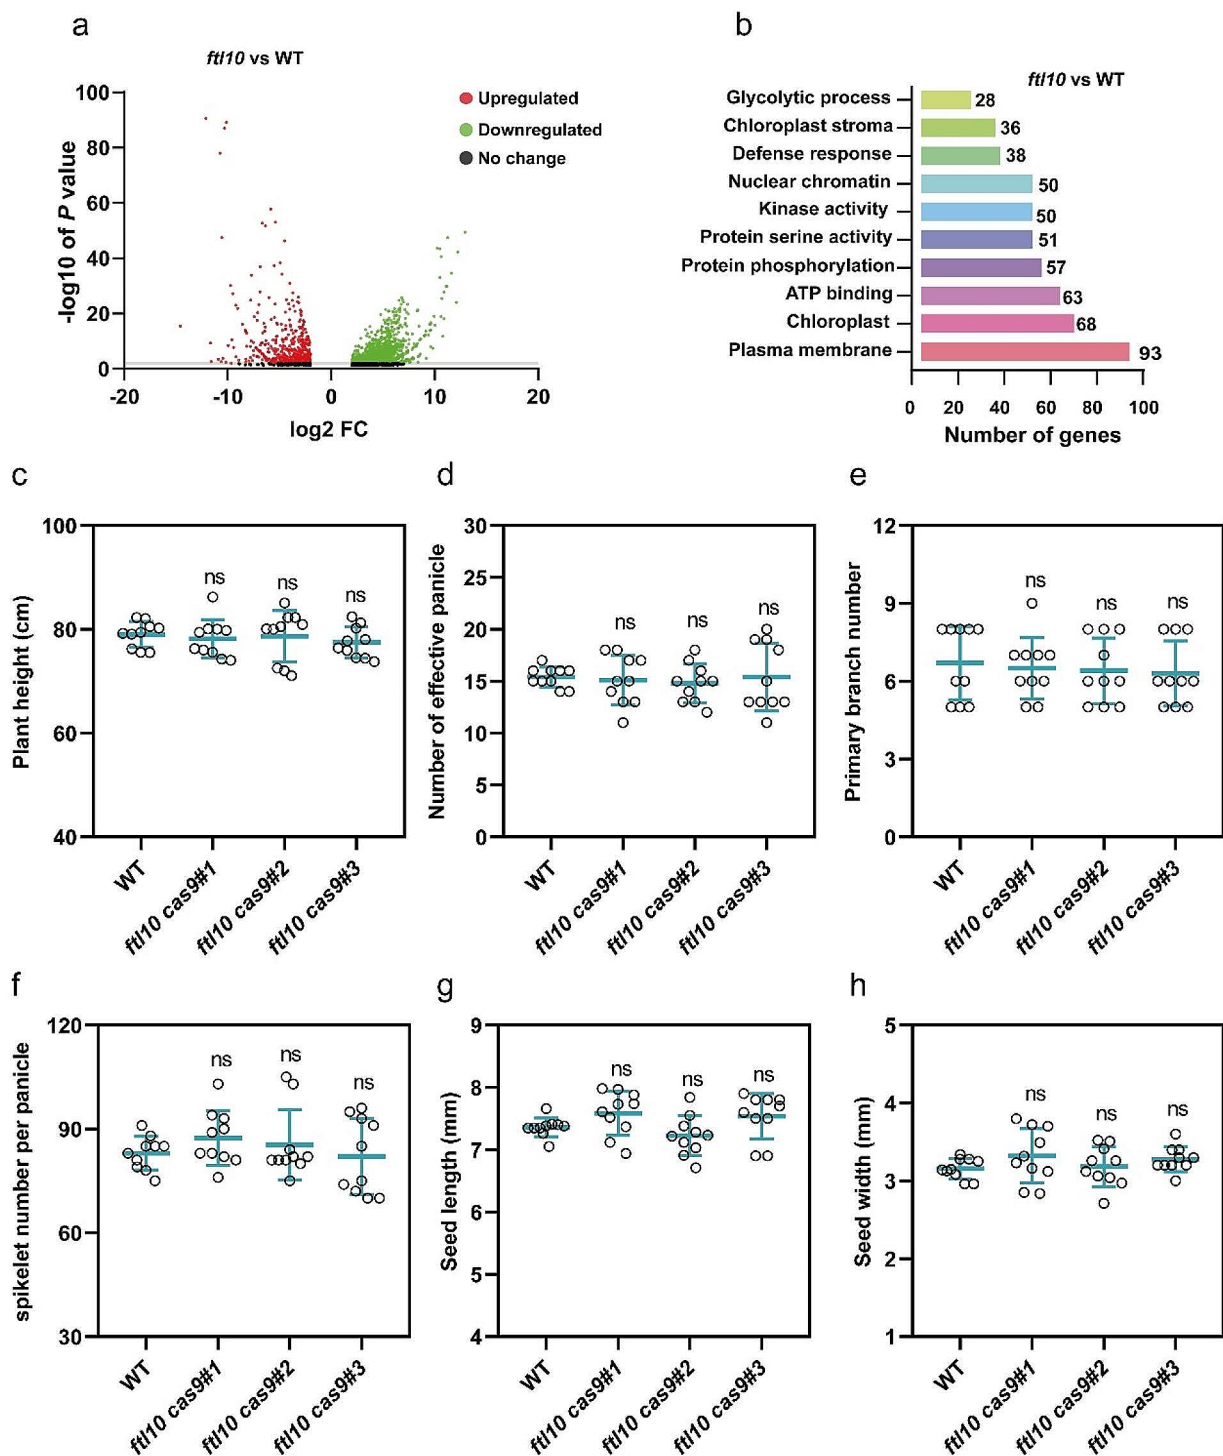 a
ftl10 vs WT
Upregulated
Downregulated
No change
-log10 of P value
100
80
60
40
20
0
-20
-10
0
10
20
log2 FC
b
ftl10 vs WT
Glycolytic process 28
Chloroplast stroma 36
Defense response 38
Nuclear chromatin 50
Kinase activity 50
Protein serine activity 51
Protein phosphorylation 57
ATP binding 63
Chloroplast 68
Plasma membrane 93
0 20 40 60 80 100
Number of genes
c
Plant height (cm)
100
80
60
40
ns
ns
ns
WT
ftl10 cas9#1
ftl10 cas9#2
ftl10 cas9#3
d
Number of effective panicle
30
25
20
15
10
5
0
ns
ns
ns
WT
ftl10 cas9#1
ftl10 cas9#2
ftl10 cas9#3
e
Primary branch number
12
9
6
3
0
ns
ns
ns
WT
ftl10 cas9#1
ftl10 cas9#2
ftl10 cas9#3
f
spikelet number per panicle
120
90
60
30
ns
ns
ns
WT
ftl10 cas9#1
ftl10 cas9#2
ftl10 cas9#3
g
Seed length (mm)
9
8
7
6
5
4
ns
ns
ns
WT
ftl10 cas9#1
ftl10 cas9#2
ftl10 cas9#3
h
Seed width (mm)
5
4
3
2
1
ns
ns
ns
WT
ftl10 cas9#1
ftl10 cas9#2
ftl10 cas9#3